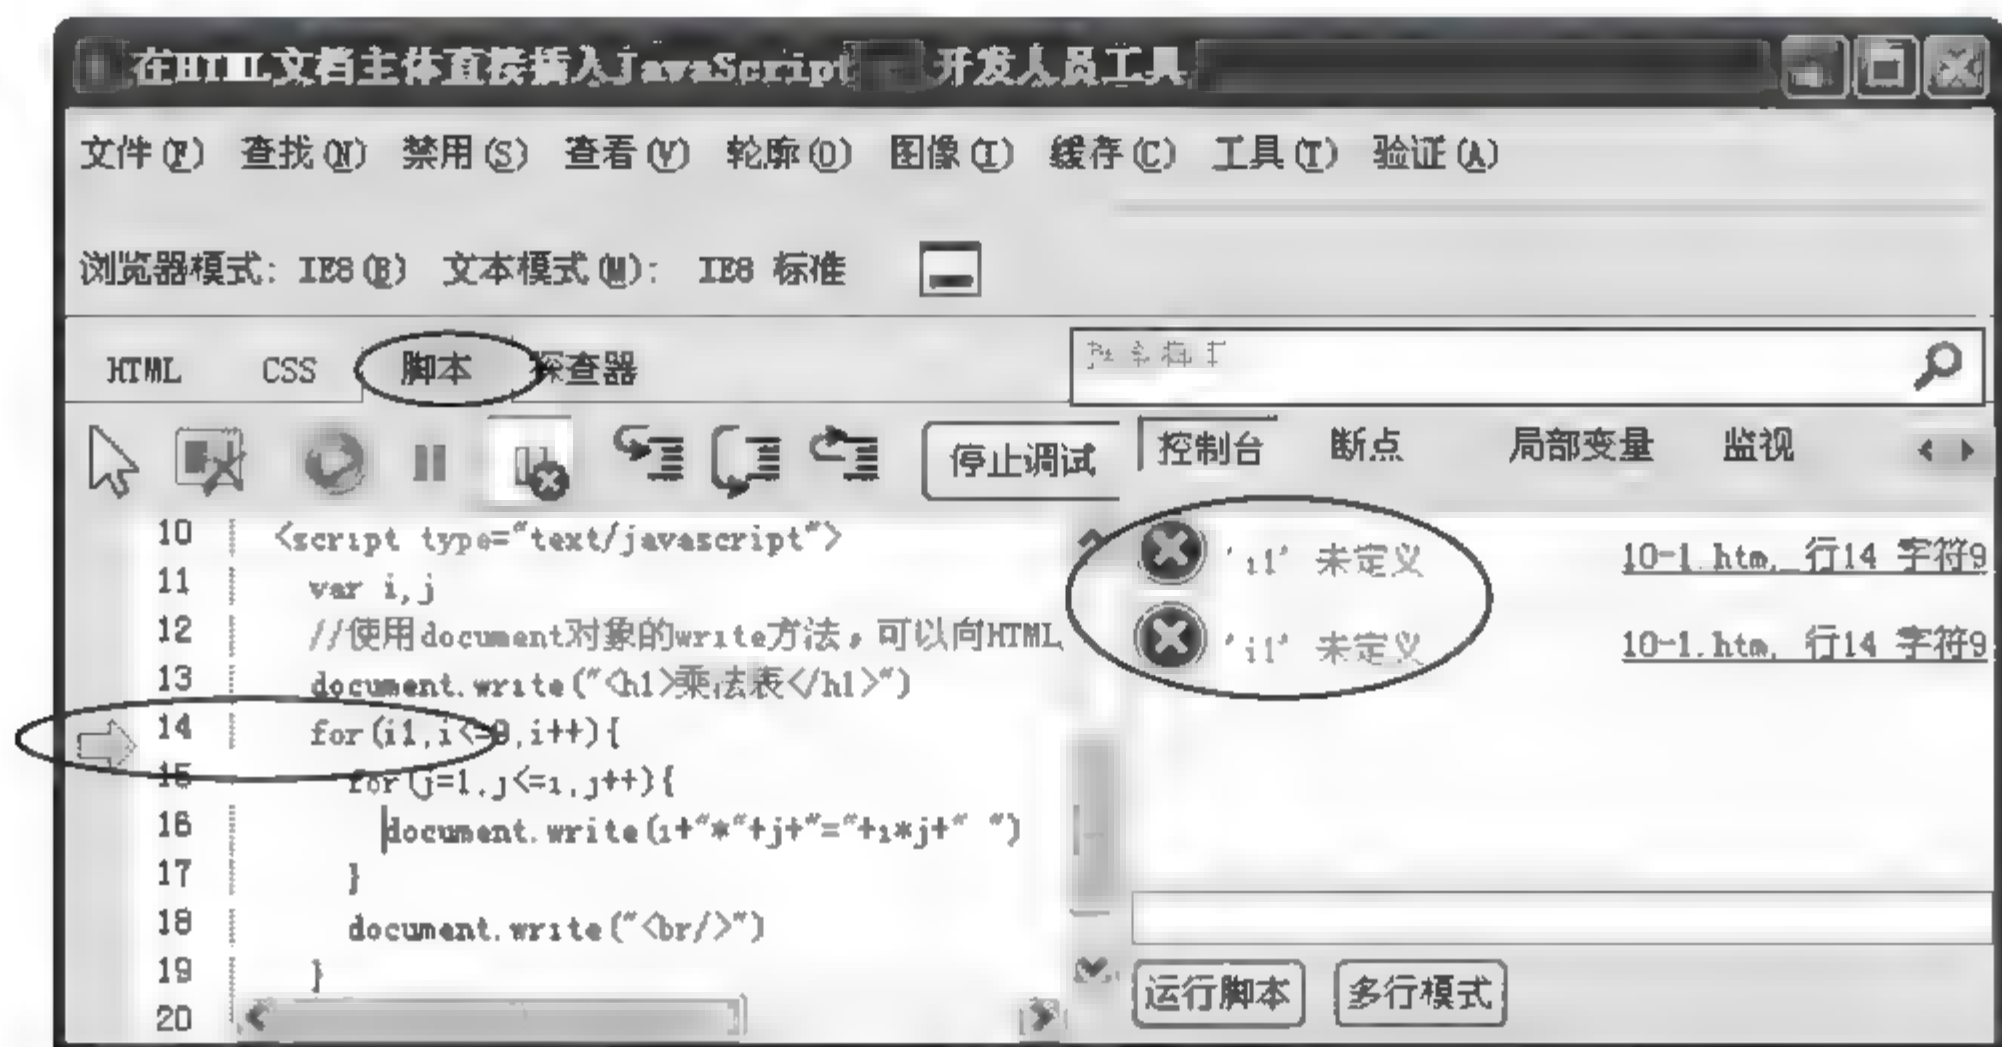 在HTML文档主体直接插入JavaScript 开发人员工具
文件(F) 查找(N) 禁用(S) 查看(V) 轮廓(O) 图像(I) 缓存(C) 工具(T) 验证(A)
浏览器模式: IE8(B) 文本模式(M): IE8 标准
HTML CSS 脚本 探查器
停止调试
控制台 断点 局部变量 监视
10 <script type="text/javascript">
11 var i,j
12 //使用document对象的write方法，可以向HTML
13 document.write("<h1>乘法表</h1>")
14 for(i1,i<=9,i++){
15 for(j=1,j<=i,j++){
16 document.write(i+"*"+j+"="+i*j+" ")
17 }
18 document.write("<br/>")
19 }
20
'i1' 未定义 10-1.htm, 行14 字符9
'i1' 未定义 10-1.htm, 行14 字符9
运行脚本 多行模式